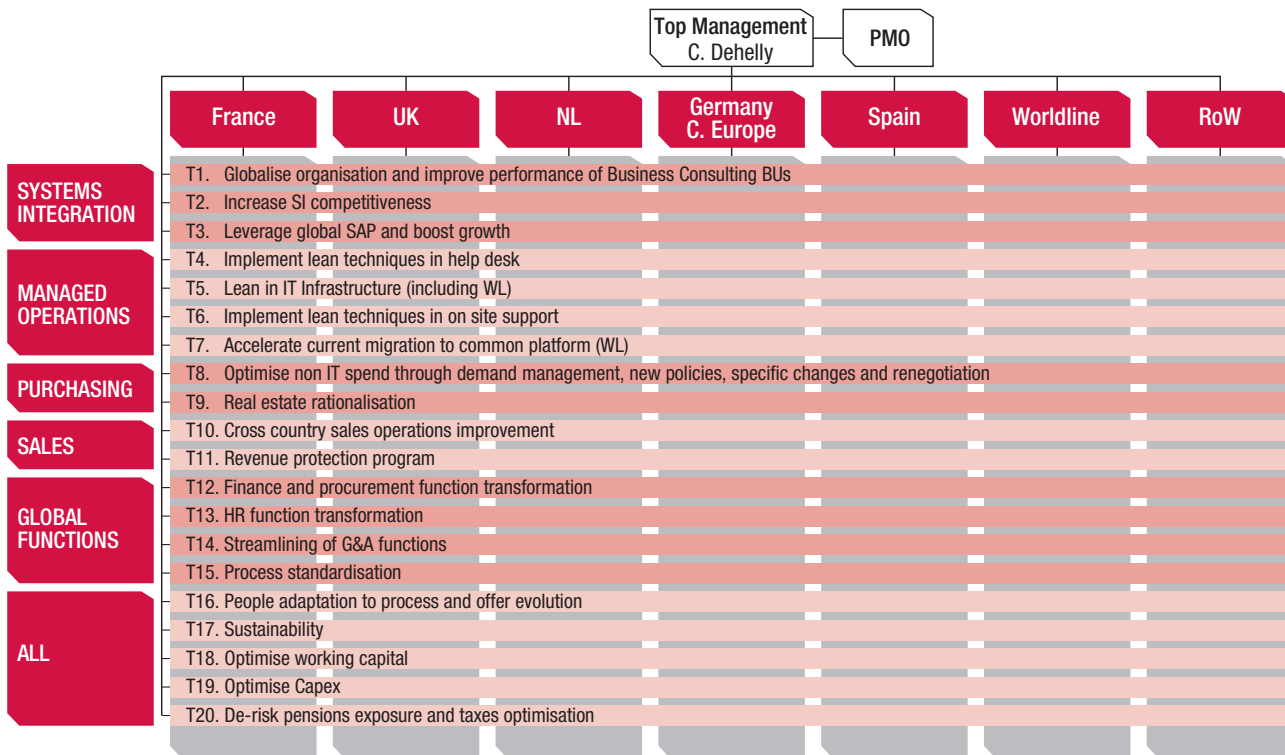 Top Management
C. Dehelly
PMO
France
UK
NL
Germany
C. Europe
Spain
Worldline
RoW
SYSTEMS
INTEGRATION
T1. Globalise organisation and improve performance of Business Consulting BUs
T2. Increase SI competitiveness
T3. Leverage global SAP and boost growth
MANAGED
OPERATIONS
T4. Implement lean techniques in help desk
T5. Lean in IT Infrastructure (including WL)
T6. Implement lean techniques in on site support
T7. Accelerate current migration to common platform (WL)
PURCHASING
T8. Optimise non IT spend through demand management, new policies, specific changes and renegotiation
T9. Real estate rationalisation
SALES
T10. Cross country sales operations improvement
T11. Revenue protection program
GLOBAL
FUNCTIONS
T12. Finance and procurement function transformation
T13. HR function transformation
T14. Streamlining of G&A functions
T15. Process standardisation
ALL
T16. People adaptation to process and offer evolution
T17. Sustainability
T18. Optimise working capital
T19. Optimise Capex
T20. De-risk pensions exposure and taxes optimisation